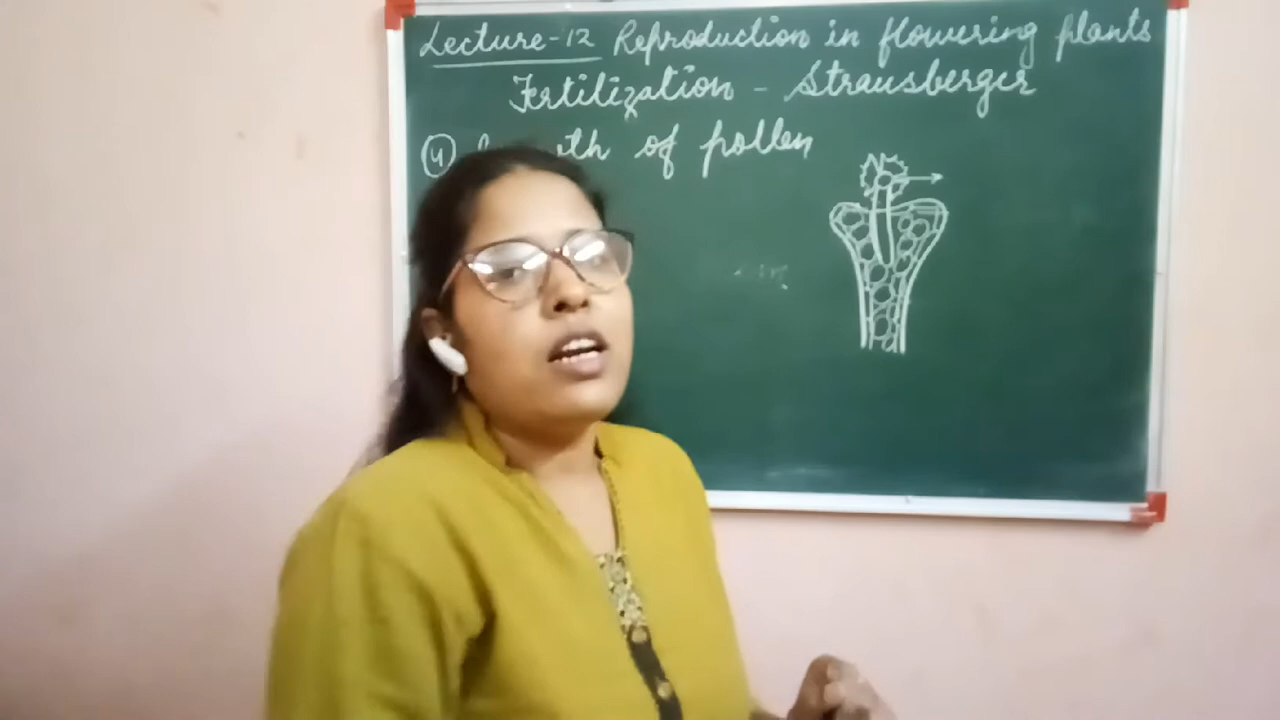 Lecture-12 Reproduction in flowering plants
Fertilization - Strausberger
(4) of pollen